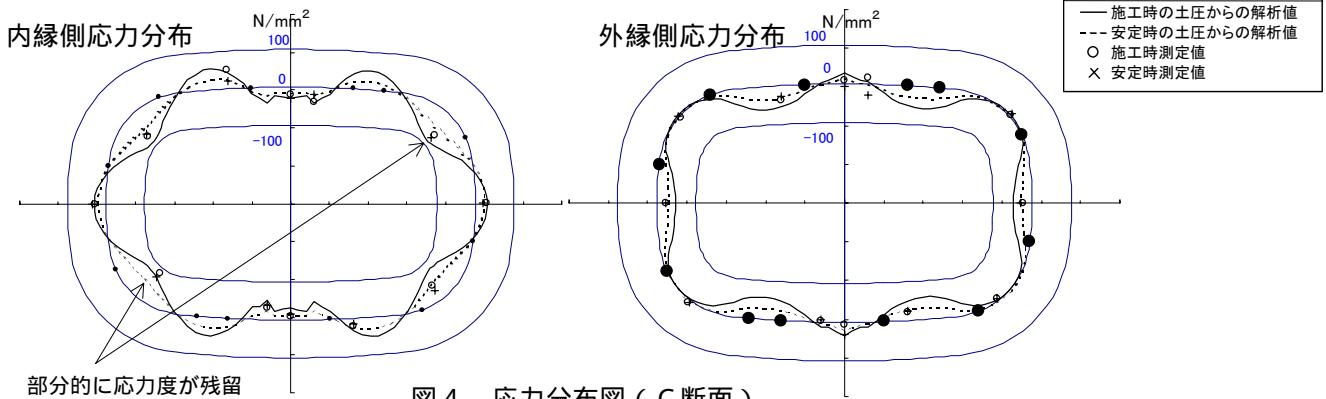 内縁側応力分布
N/mm²
100
0
-100
部分的に応力度が残留
外縁側応力分布
N/mm²
100
0
-100
施工時の土圧からの解析値
安定時の土圧からの解析値
施工時測定値
安定時測定値
図4 応力分布図(C断面)